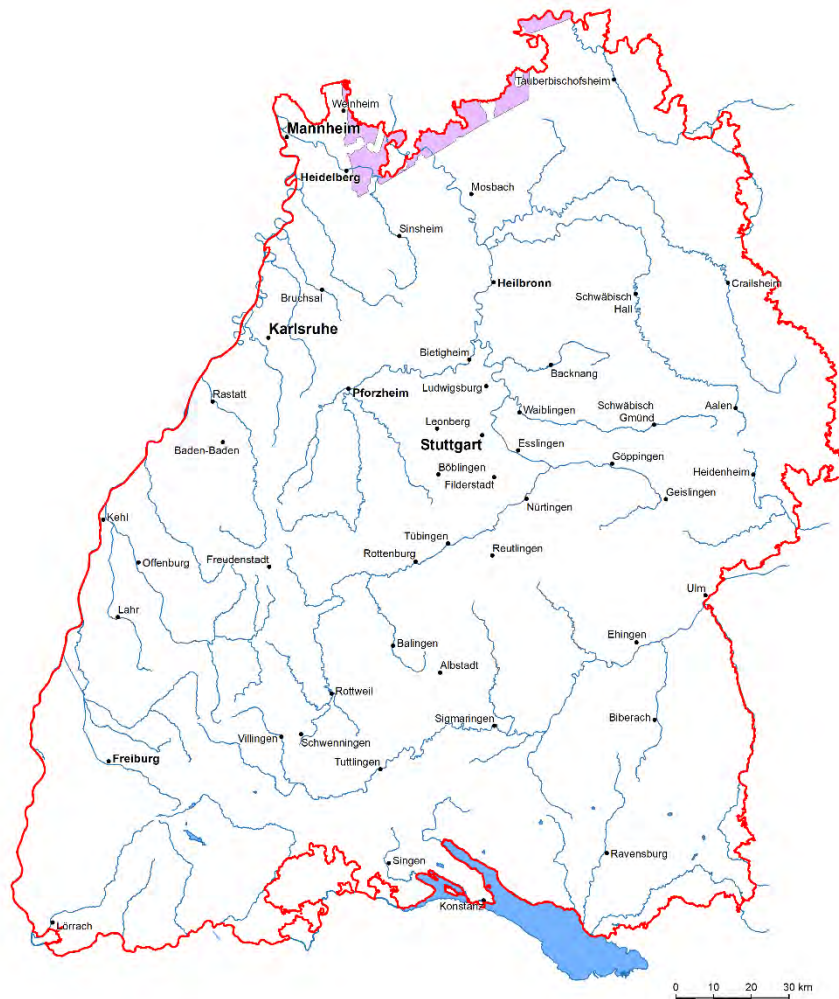 Tauberbischofsheim
Weinheim
Mannheim
Heidelberg
Mosbach
Sinsheim
Heilbronn
Crailsheim
Bruchsal
Schwäbisch
Hall
Karlsruhe
Bietigheim
Backnang
Ludwigsburg
Pforzheim
Rastatt
Waiblingen
Schwäbisch
Gmünd
Aalen
Leonberg
Stuttgart
Baden-Baden
Esslingen
Göppingen
Böblingen
Filderstadt
Heidenheim
Geislingen
Nürtingen
Kehl
Tübingen
Offenburg
Freudenstadt
Rottenburg
Reutlingen
Ulm
Lahr
Ehingen
Balingen
Albstadt
Rottweil
Sigmaringen
Biberach
Villingen
Schwenningen
Freiburg
Tuttlingen
Singen
Ravensburg
Konstanz
Lörrach
0 10 20 30 km